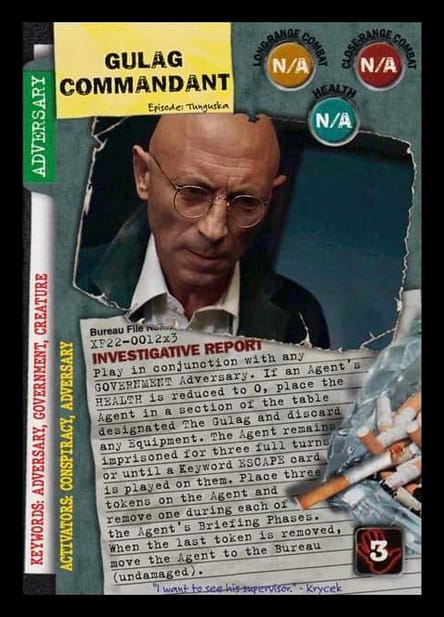 GULAG
COMMANDANT
Episode: Tunguska
LONG-RANGE COMBAT
N/A
CLOSE-RANGE COMBAT
N/A
HEALTH
N/A
ADVERSARY
KEYWORDS: ADVERSARY, GOVERNMENT, CREATURE
ACTIVATORS: CONSPIRACY, ADVERSARY
Bureau File
XF22-0012x3
INVESTIGATIVE REPORT
Play in conjunction with any
GOVERNMENT Adversary. If an Agent's
HEALTH is reduced to 0, place the
Agent in a section of the table
designated The Gulag and discard
any Equipment. The Agent remains
imprisoned for three full turns
or until a Keyword ESCAPE card
is played on them. Place three
tokens on the Agent and
remove one during each of
the Agent's Briefing Phases.
When the last token is removed,
move the Agent to the Bureau
(undamaged).
3
"I want to see his supervisor." - Krycek